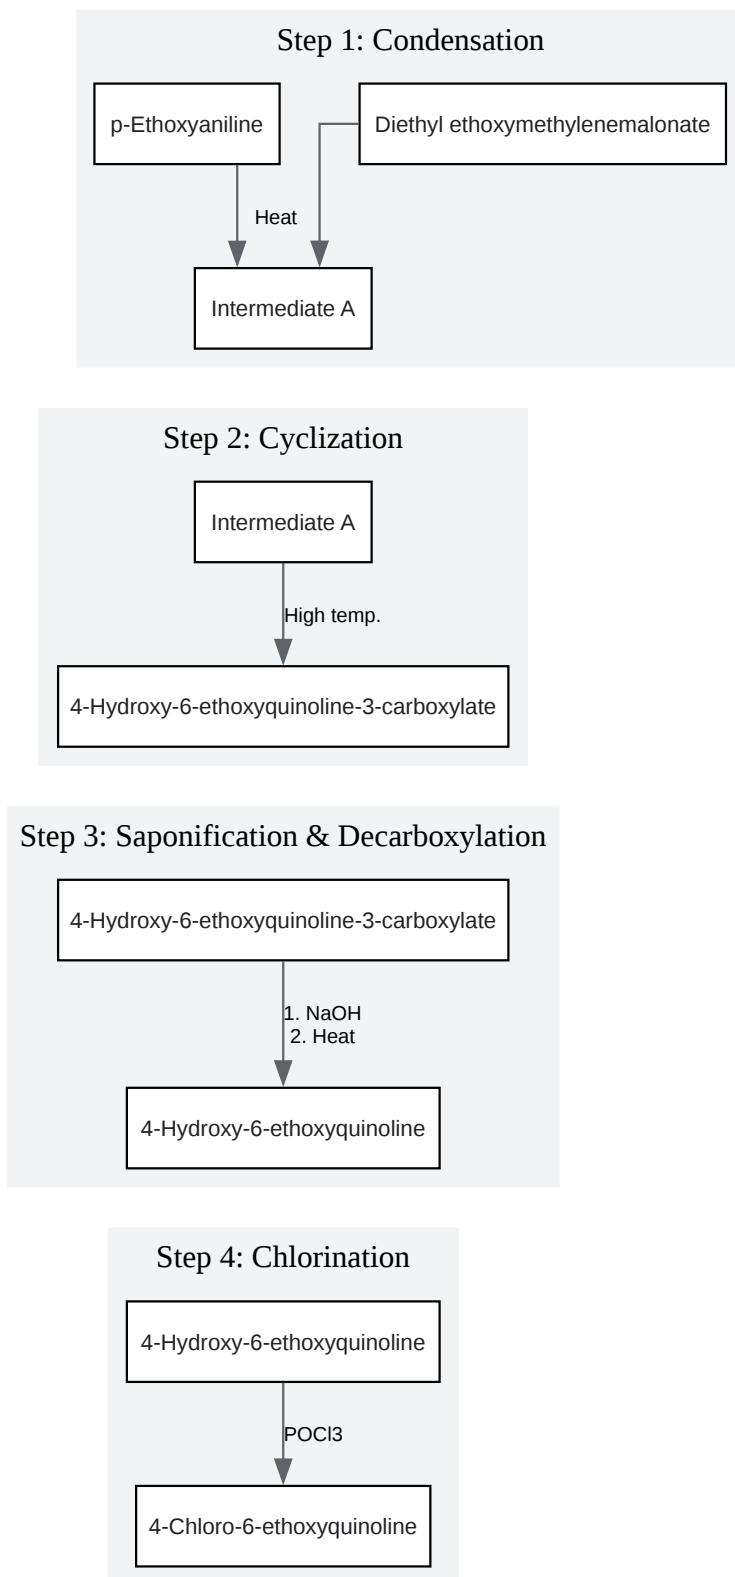 Step 1: Condensation
p-Ethoxyaniline
Diethyl ethoxymethylenemalonate
Heat
Intermediate A
Step 2: Cyclization
Intermediate A
High temp.
4-Hydroxy-6-ethoxyquinoline-3-carboxylate
Step 3: Saponification & Decarboxylation
4-Hydroxy-6-ethoxyquinoline-3-carboxylate
1. NaOH
2. Heat
4-Hydroxy-6-ethoxyquinoline
Step 4: Chlorination
4-Hydroxy-6-ethoxyquinoline
POCl3
4-Chloro-6-ethoxyquinoline